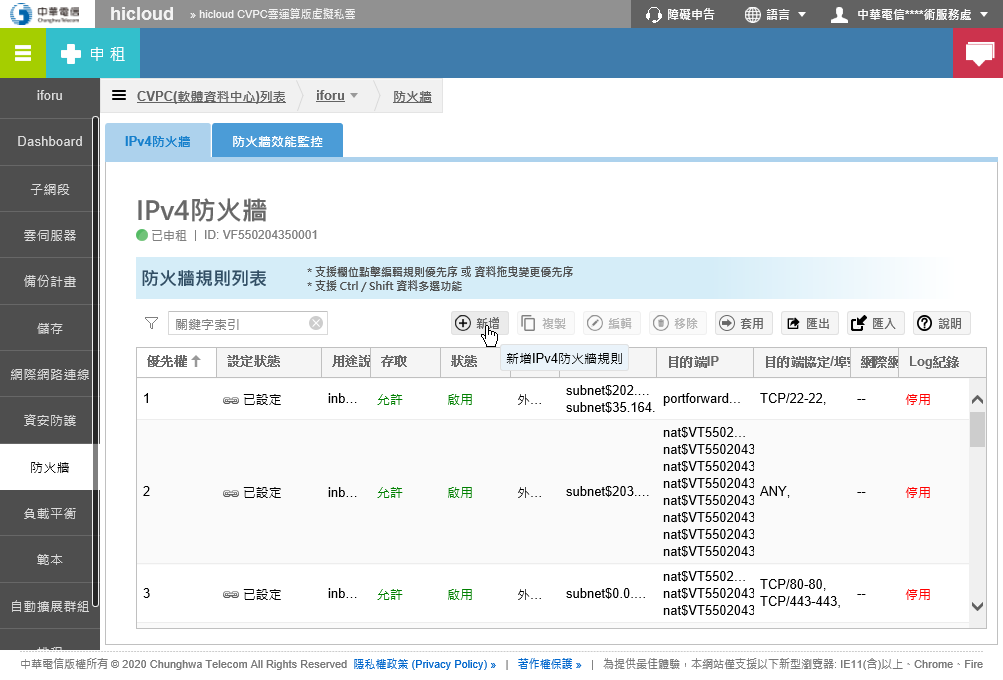 中華電信
Chunghwa Telecom
hicloud
» hicloud CVPC雲運算版虛擬私雲
障礙申告
語言
中華電信****術服務處
申 租
iforu
CVPC(軟體資料中心)列表
iforu
防火牆
Dashboard
子網段
雲伺服器
備份計畫
儲存
網際網路連線
資安防護
防火牆
負載平衡
範本
自動擴展群組
IPv4防火牆
防火牆效能監控
IPv4防火牆
已申租 | ID: VF550204350001
防火牆規則列表
* 支援欄位點擊編輯規則優先序 或 資料拖曳變更優先序
* 支援 Ctrl / Shift 資料多選功能
關鍵字索引
新增
複製
編輯
移除
套用
匯出
匯入
說明
新增IPv4防火牆規則
優先權 設定狀態 用途說 存取 狀態 目的端IP 目的端協定/埠 網際網 Log紀錄
1 已設定 inb... 允許 啟用 外... subnet$202.... portforward... TCP/22-22, -- 停用
subnet$35.164.
2 已設定 inb... 允許 啟用 外... subnet$203.... ANY, -- 停用
nat$VT5502...
nat$VT5502043
nat$VT5502043
nat$VT5502043
nat$VT5502043
nat$VT5502043
nat$VT5502043
nat$VT5502043
3 已設定 inb... 允許 啟用 外... subnet$0.0.... -- 停用
nat$VT5502...
nat$VT5502043
nat$VT5502043
TCP/80-80,
TCP/443-443,
中華電信版權所有 © 2020 Chunghwa Telecom All Rights Reserved 隱私權政策 (Privacy Policy) » | 著作權保護 » | 為提供最佳體驗，本網站僅支援以下新型瀏覽器: IE11(含)以上、Chrome、Fire